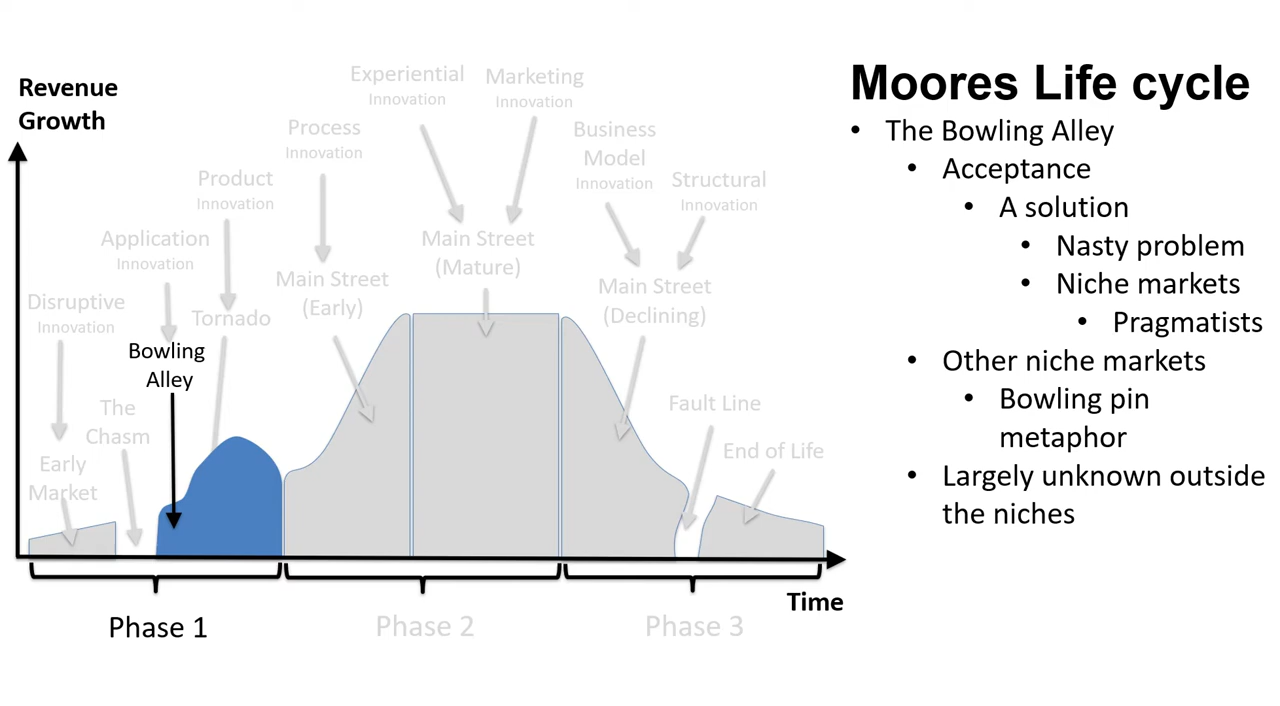 Revenue
Growth
Experiential
Innovation
Marketing
Innovation
Process
Innovation
Business
Model
Innovation
Product
Innovation
Structural
Innovation
Application
Innovation
Main Street
(Mature)
Main Street
(Early)
Main Street
(Declining)
Disruptive
Innovation
Tornado
Bowling
Alley
The
Chasm
Fault Line
End of Life
Early
Market
Time
Phase 1
Phase 2
Phase 3
Moores Life cycle
• The Bowling Alley
• Acceptance
• A solution
• Nasty problem
• Niche markets
• Pragmatists
• Other niche markets
• Bowling pin
metaphor
• Largely unknown outside
the niches